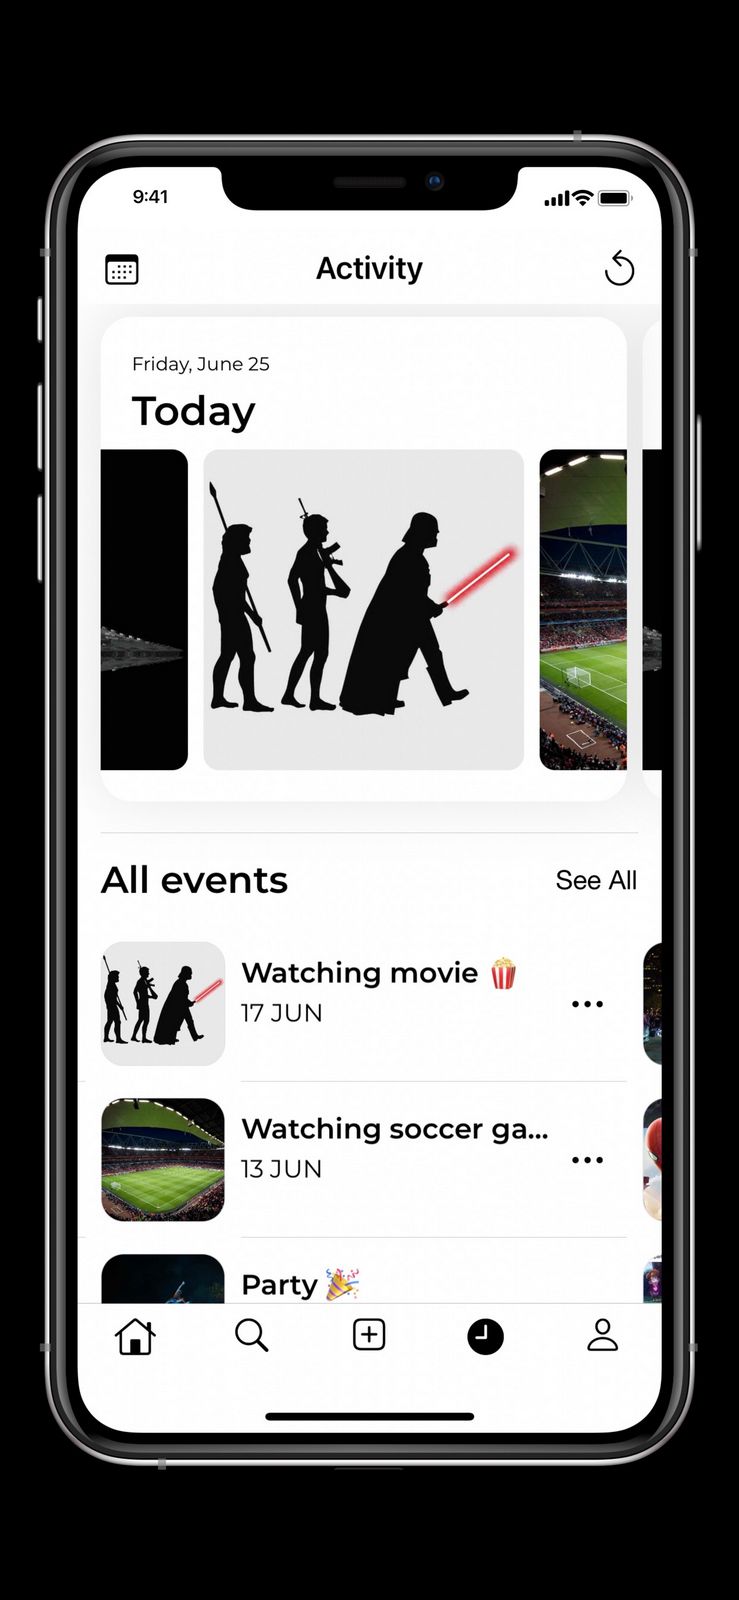 9:41
Activity
Friday, June 25
Today
All events
See All
Watching movie 🍿
17 JUN
Watching soccer ga...
13 JUN
Party 🎉